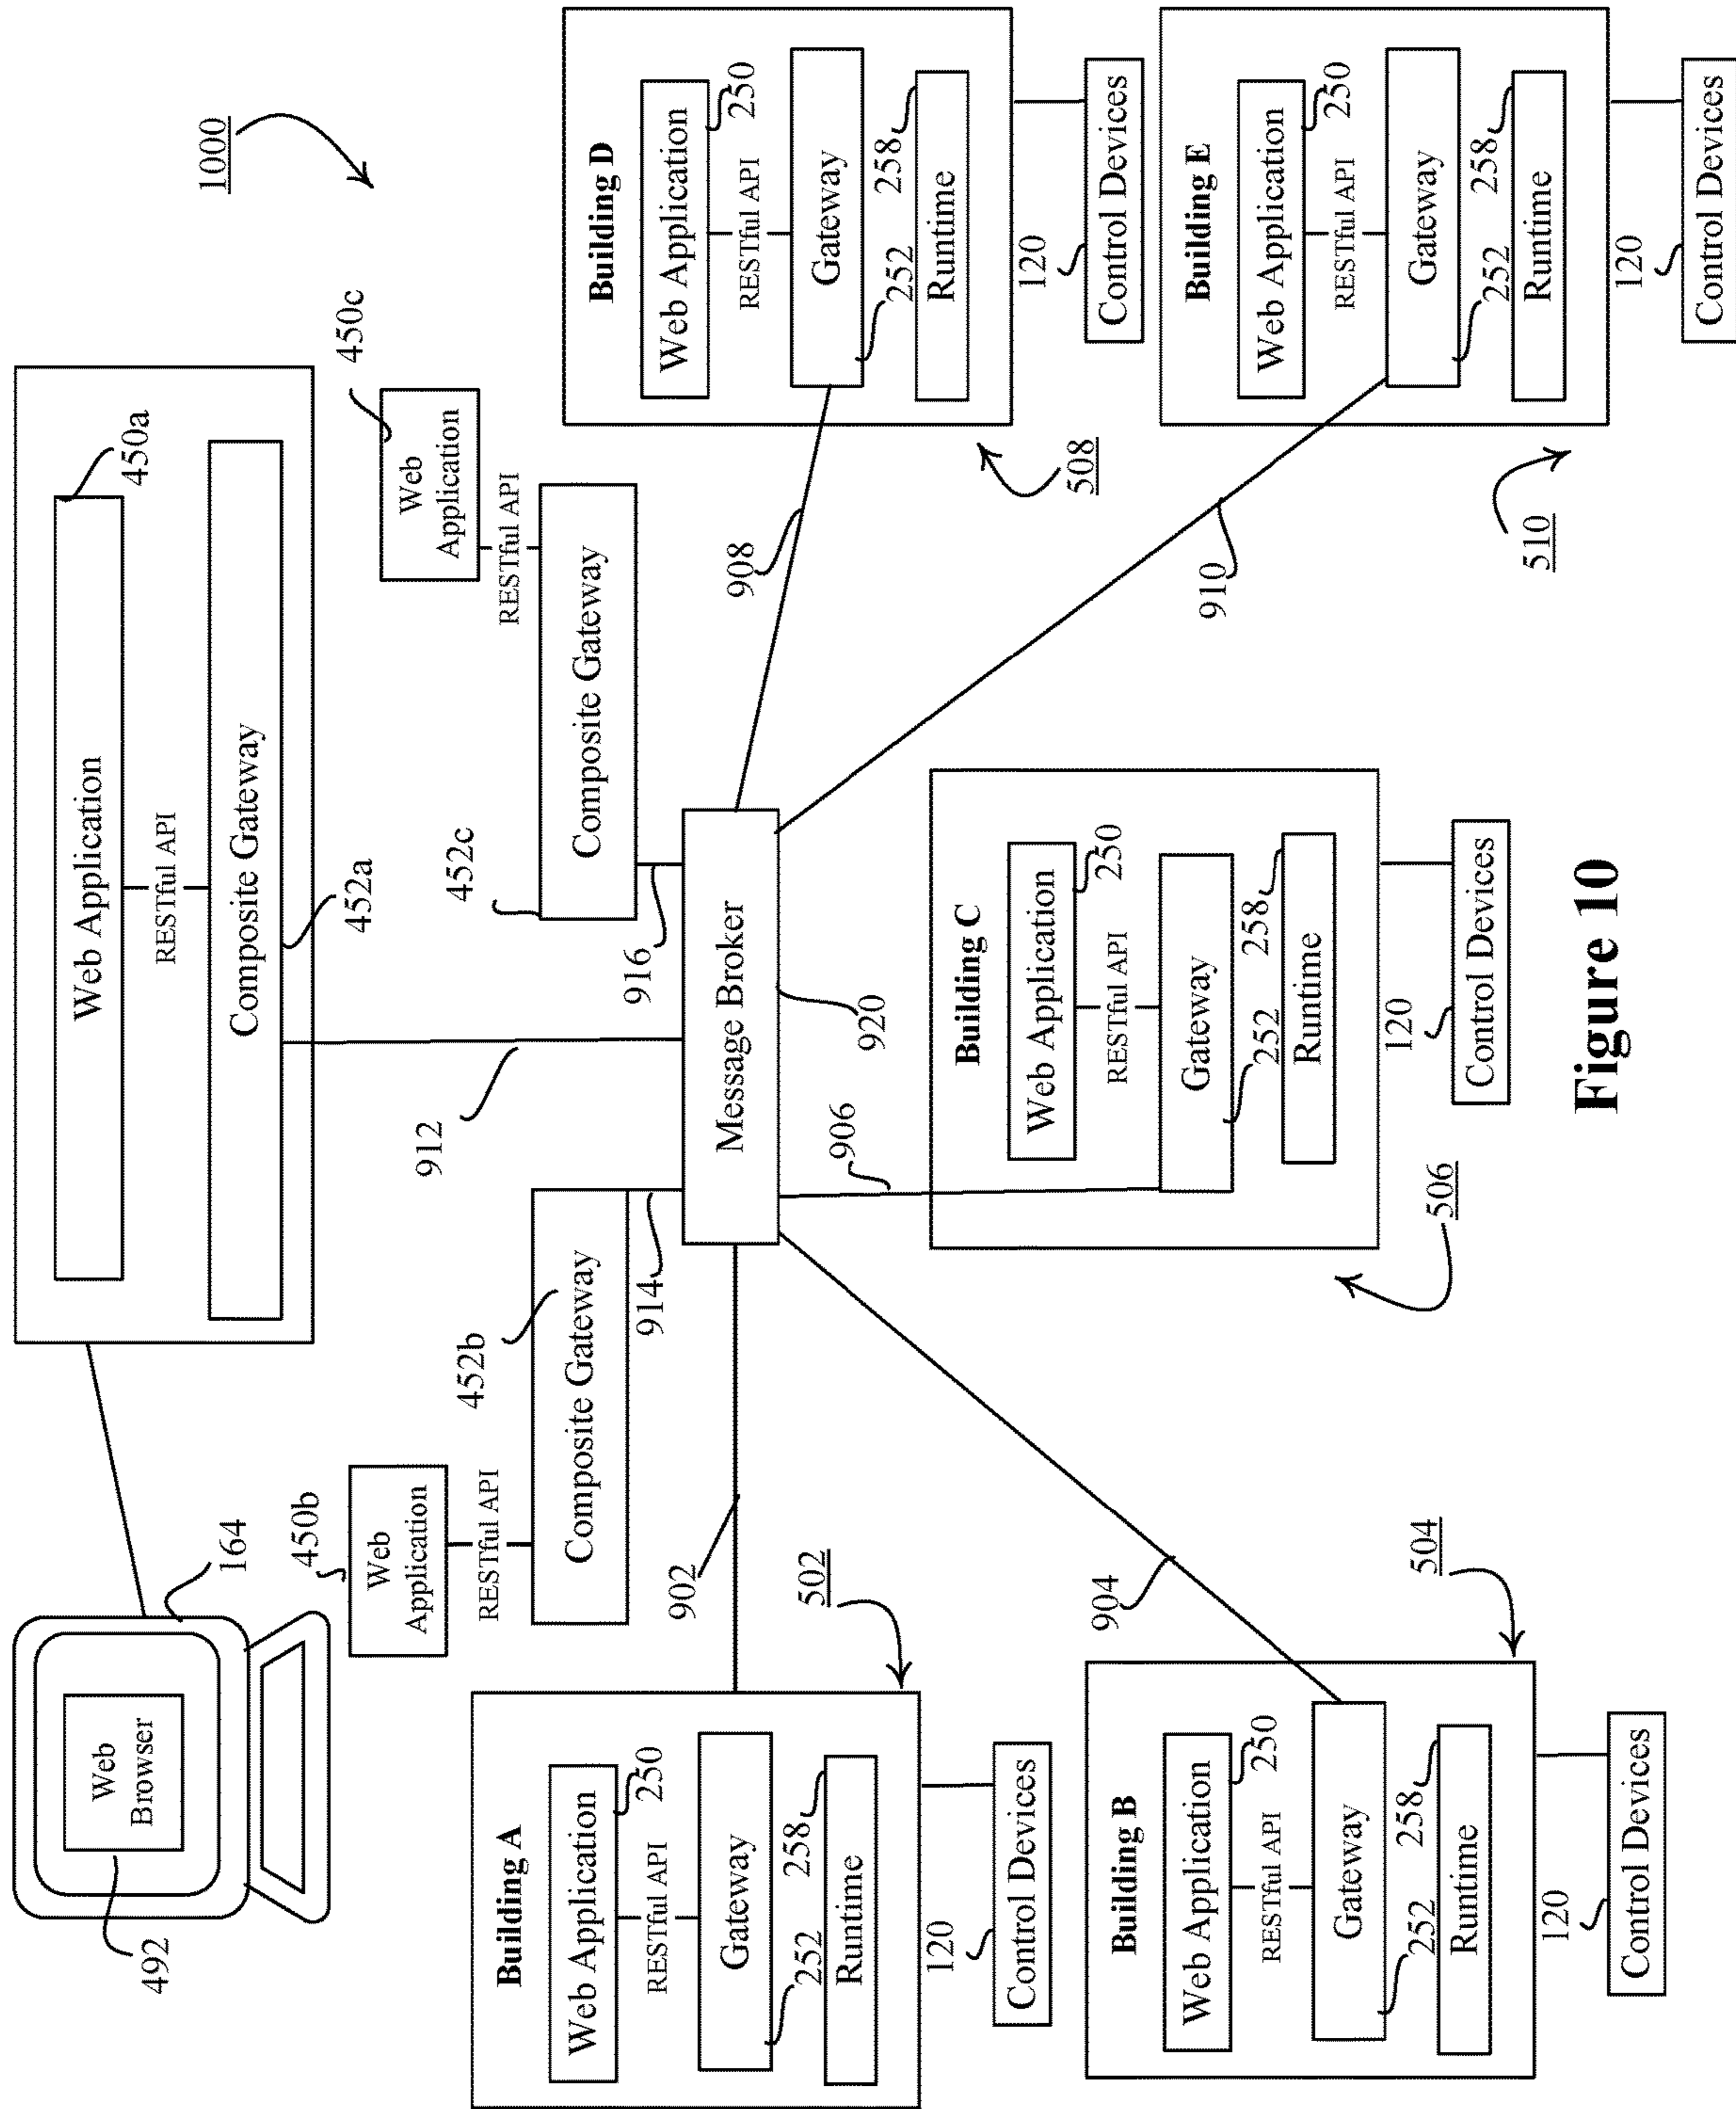 1000
Web Application
450a
RESTful API
Composite Gateway
452a
Web
Browser
492
164
450b
Web
Application
RESTful API
Composite Gateway
452b
914
912
450c
Web
Application
RESTful API
Composite Gateway
452c
916
Message Broker
920
902
904
906
908
910
Building A
Web Application
250
RESTful API
Gateway
252
258
Runtime
120
Control Devices
502
Building B
Web Application
250
RESTful API
Gateway
252
258
Runtime
120
Control Devices
504
Building C
Web Application
250
RESTful API
Gateway
252
258
Runtime
120
Control Devices
506
Building D
Web Application
250
RESTful API
Gateway
252
258
Runtime
120
Control Devices
508
Building E
Web Application
250
RESTful API
Gateway
252
258
Runtime
120
Control Devices
510
Figure 10